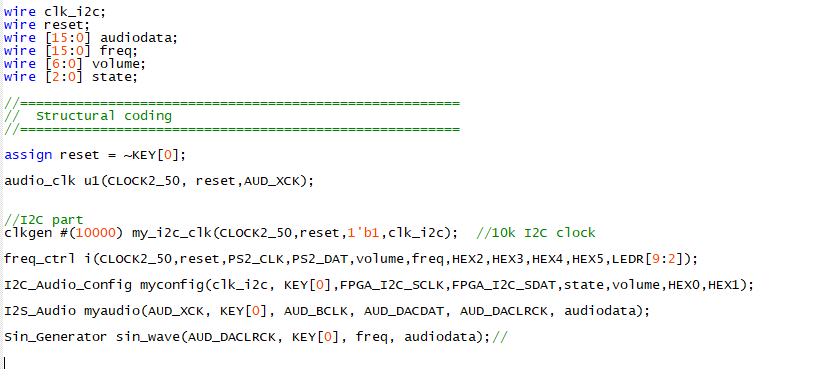 wire clk_i2c;
wire reset;
wire [15:0] audiodata;
wire [15:0] freq;
wire [6:0] volume;
wire [2:0] state;
//=======================================================
//  Structural coding
//=======================================================
assign reset = ~KEY[0];
audio_clk u1(CLOCK2_50, reset,AUD_XCK);
//I2C part
clkgen #(10000) my_i2c_clk(CLOCK2_50,reset,1'b1,clk_i2c);  //10k I2C clock
freq_ctrl i(CLOCK2_50,reset,PS2_CLK,PS2_DAT,volume,freq,HEX2,HEX3,HEX4,HEX5,LEDR[9:2]);
I2C_Audio_Config myconfig(clk_i2c, KEY[0],FPGA_I2C_SCLK,FPGA_I2C_SDAT,state,volume,HEX0,HEX1);
I2S_Audio myaudio(AUD_XCK, KEY[0], AUD_BCLK, AUD_DACDAT, AUD_DACLRCK, audiodata);
Sin_Generator sin_wave(AUD_DACLRCK, KEY[0], freq, audiodata);//